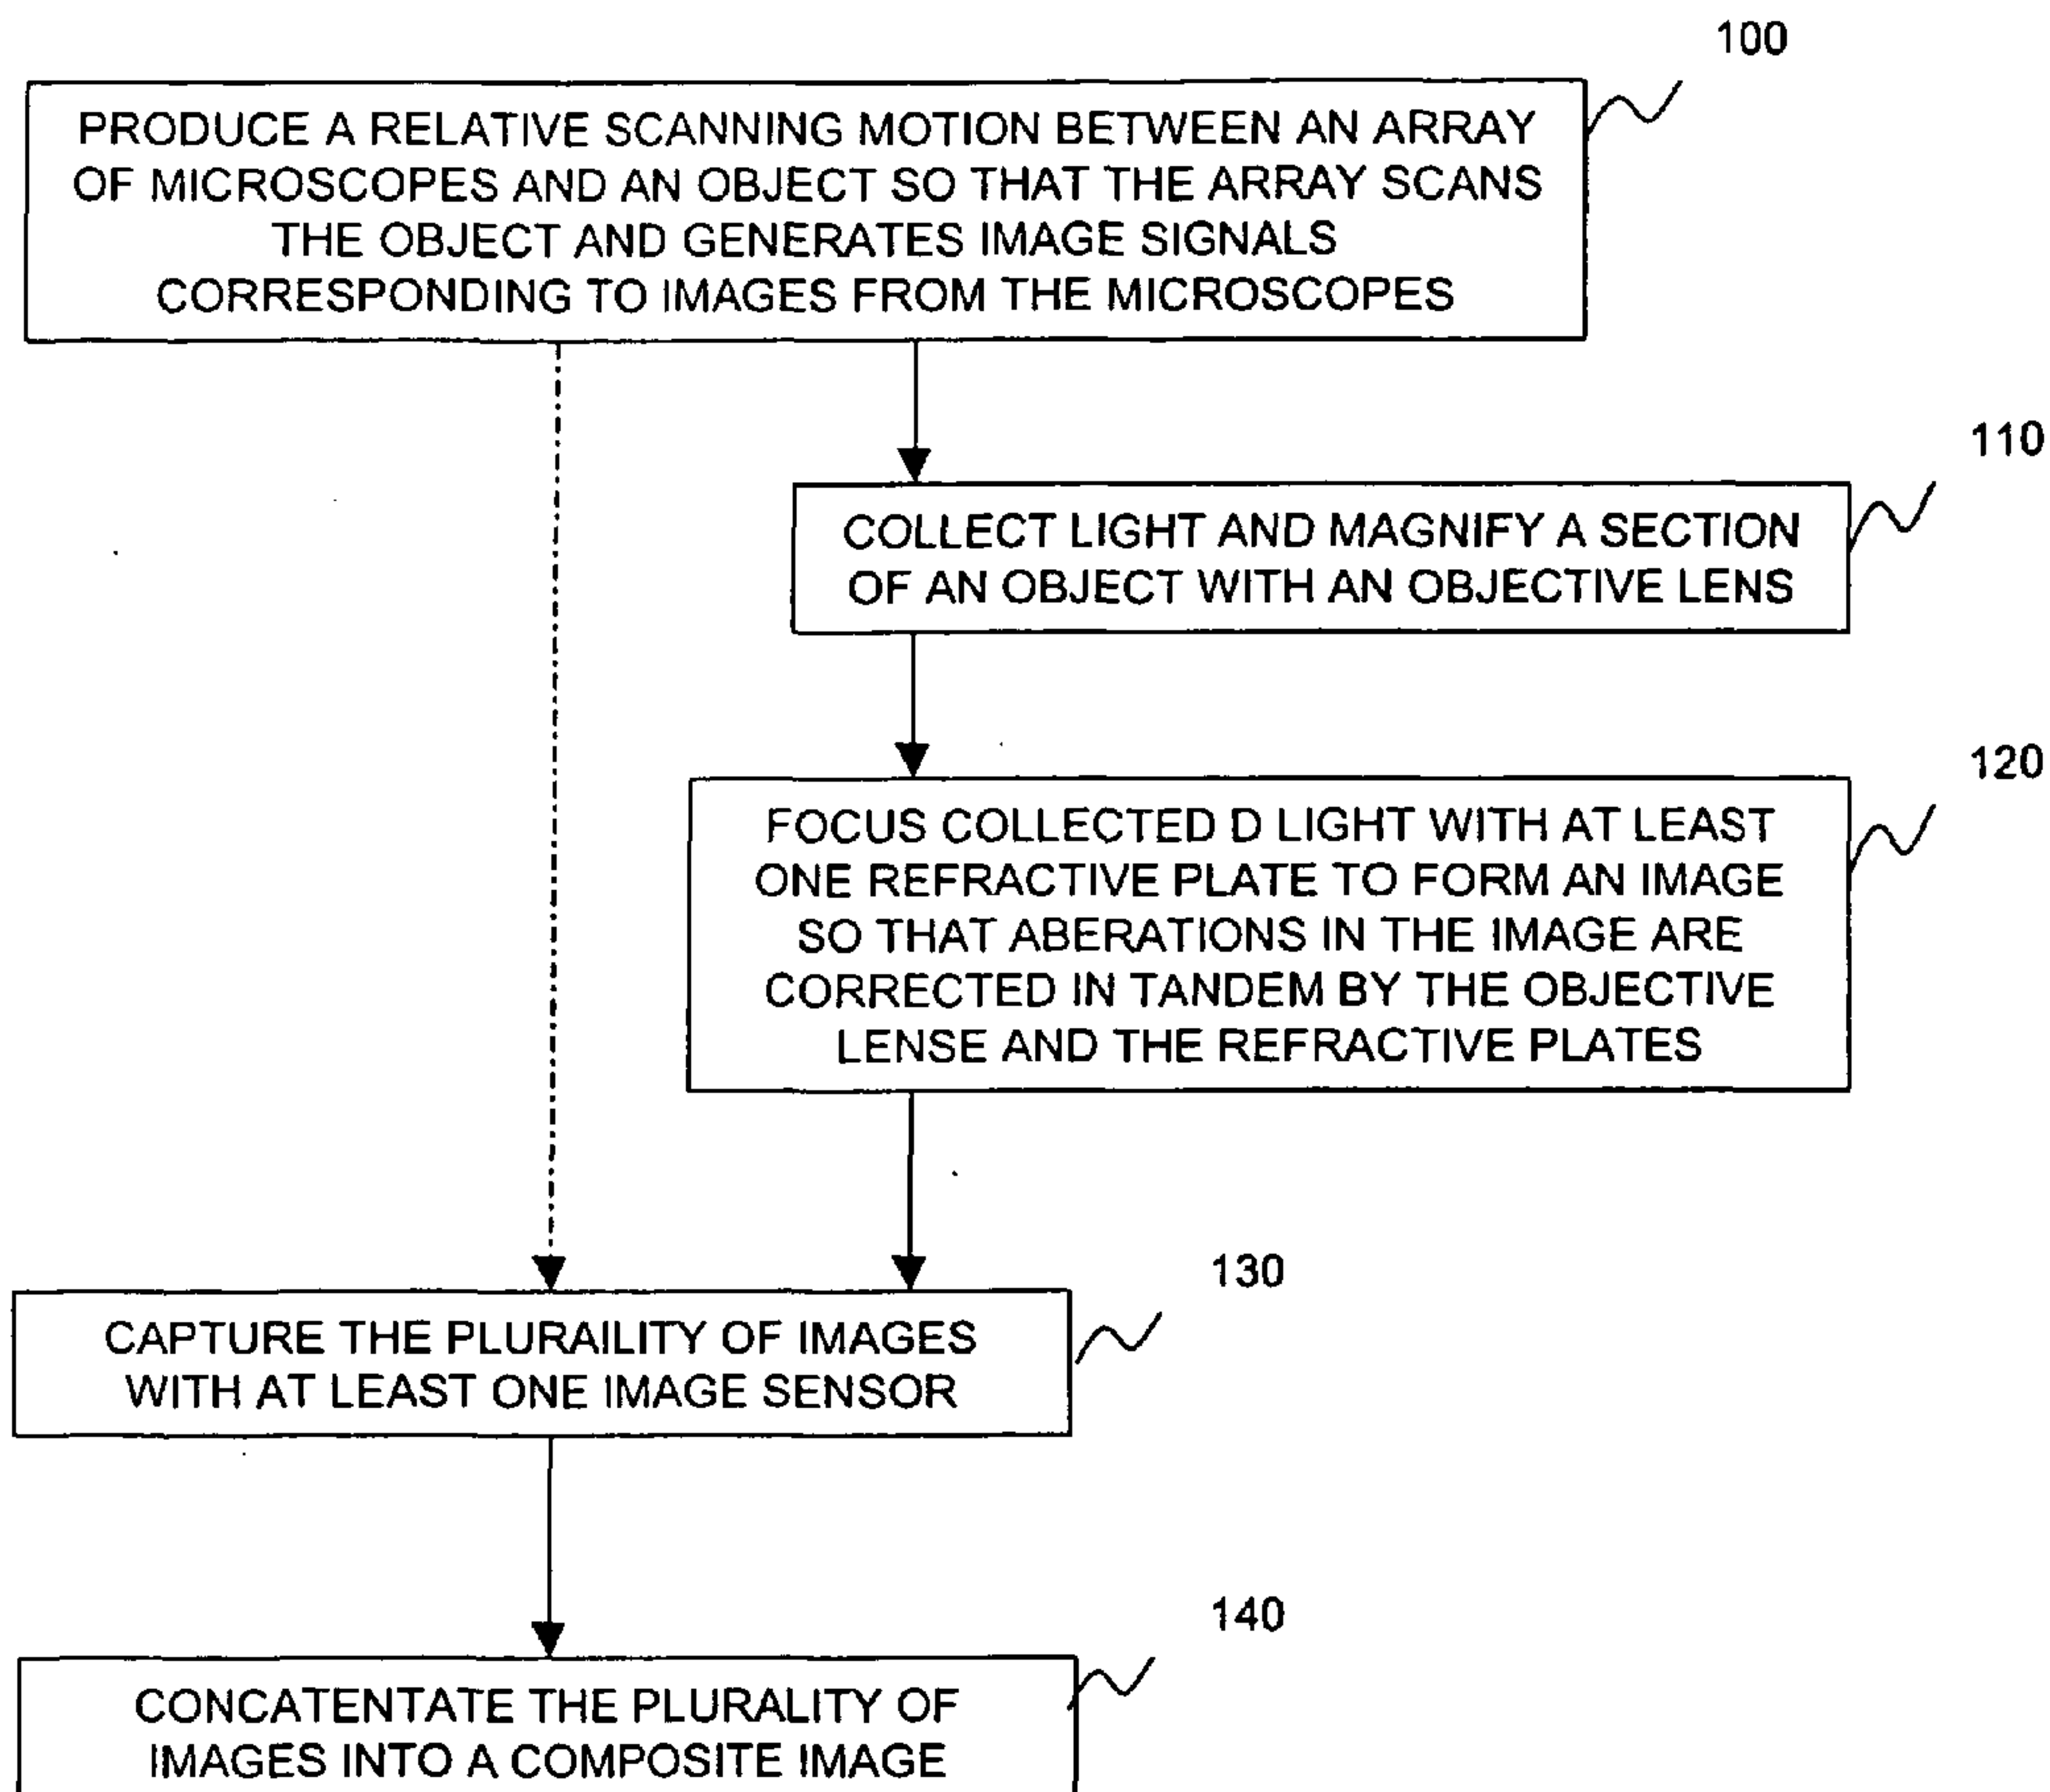 100
PRODUCE A RELATIVE SCANNING MOTION BETWEEN AN ARRAY
OF MICROSCOPES AND AN OBJECT SO THAT THE ARRAY SCANS
THE OBJECT AND GENERATES IMAGE SIGNALS
CORRESPONDING TO IMAGES FROM THE MICROSCOPES
110
COLLECT LIGHT AND MAGNIFY A SECTION
OF AN OBJECT WITH AN OBJECTIVE LENS
120
FOCUS COLLECTED D LIGHT WITH AT LEAST
ONE REFRACTIVE PLATE TO FORM AN IMAGE
SO THAT ABERATIONS IN THE IMAGE ARE
CORRECTED IN TANDEM BY THE OBJECTIVE
LENSE AND THE REFRACTIVE PLATES
130
CAPTURE THE PLURAILITY OF IMAGES
WITH AT LEAST ONE IMAGE SENSOR
140
CONCATENTATE THE PLURALITY OF
IMAGES INTO A COMPOSITE IMAGE